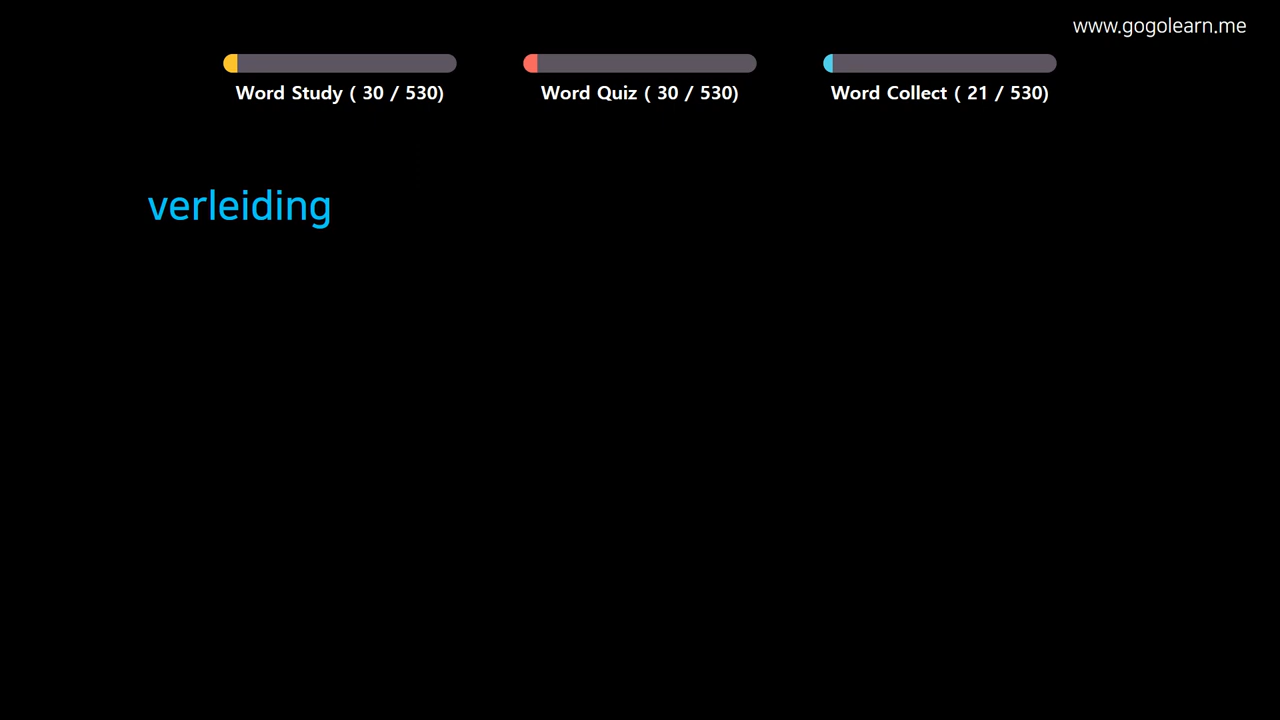 www.gogolearn.me
Word Study ( 30 / 530)
Word Quiz ( 30 / 530)
Word Collect ( 21 / 530)
verleiding